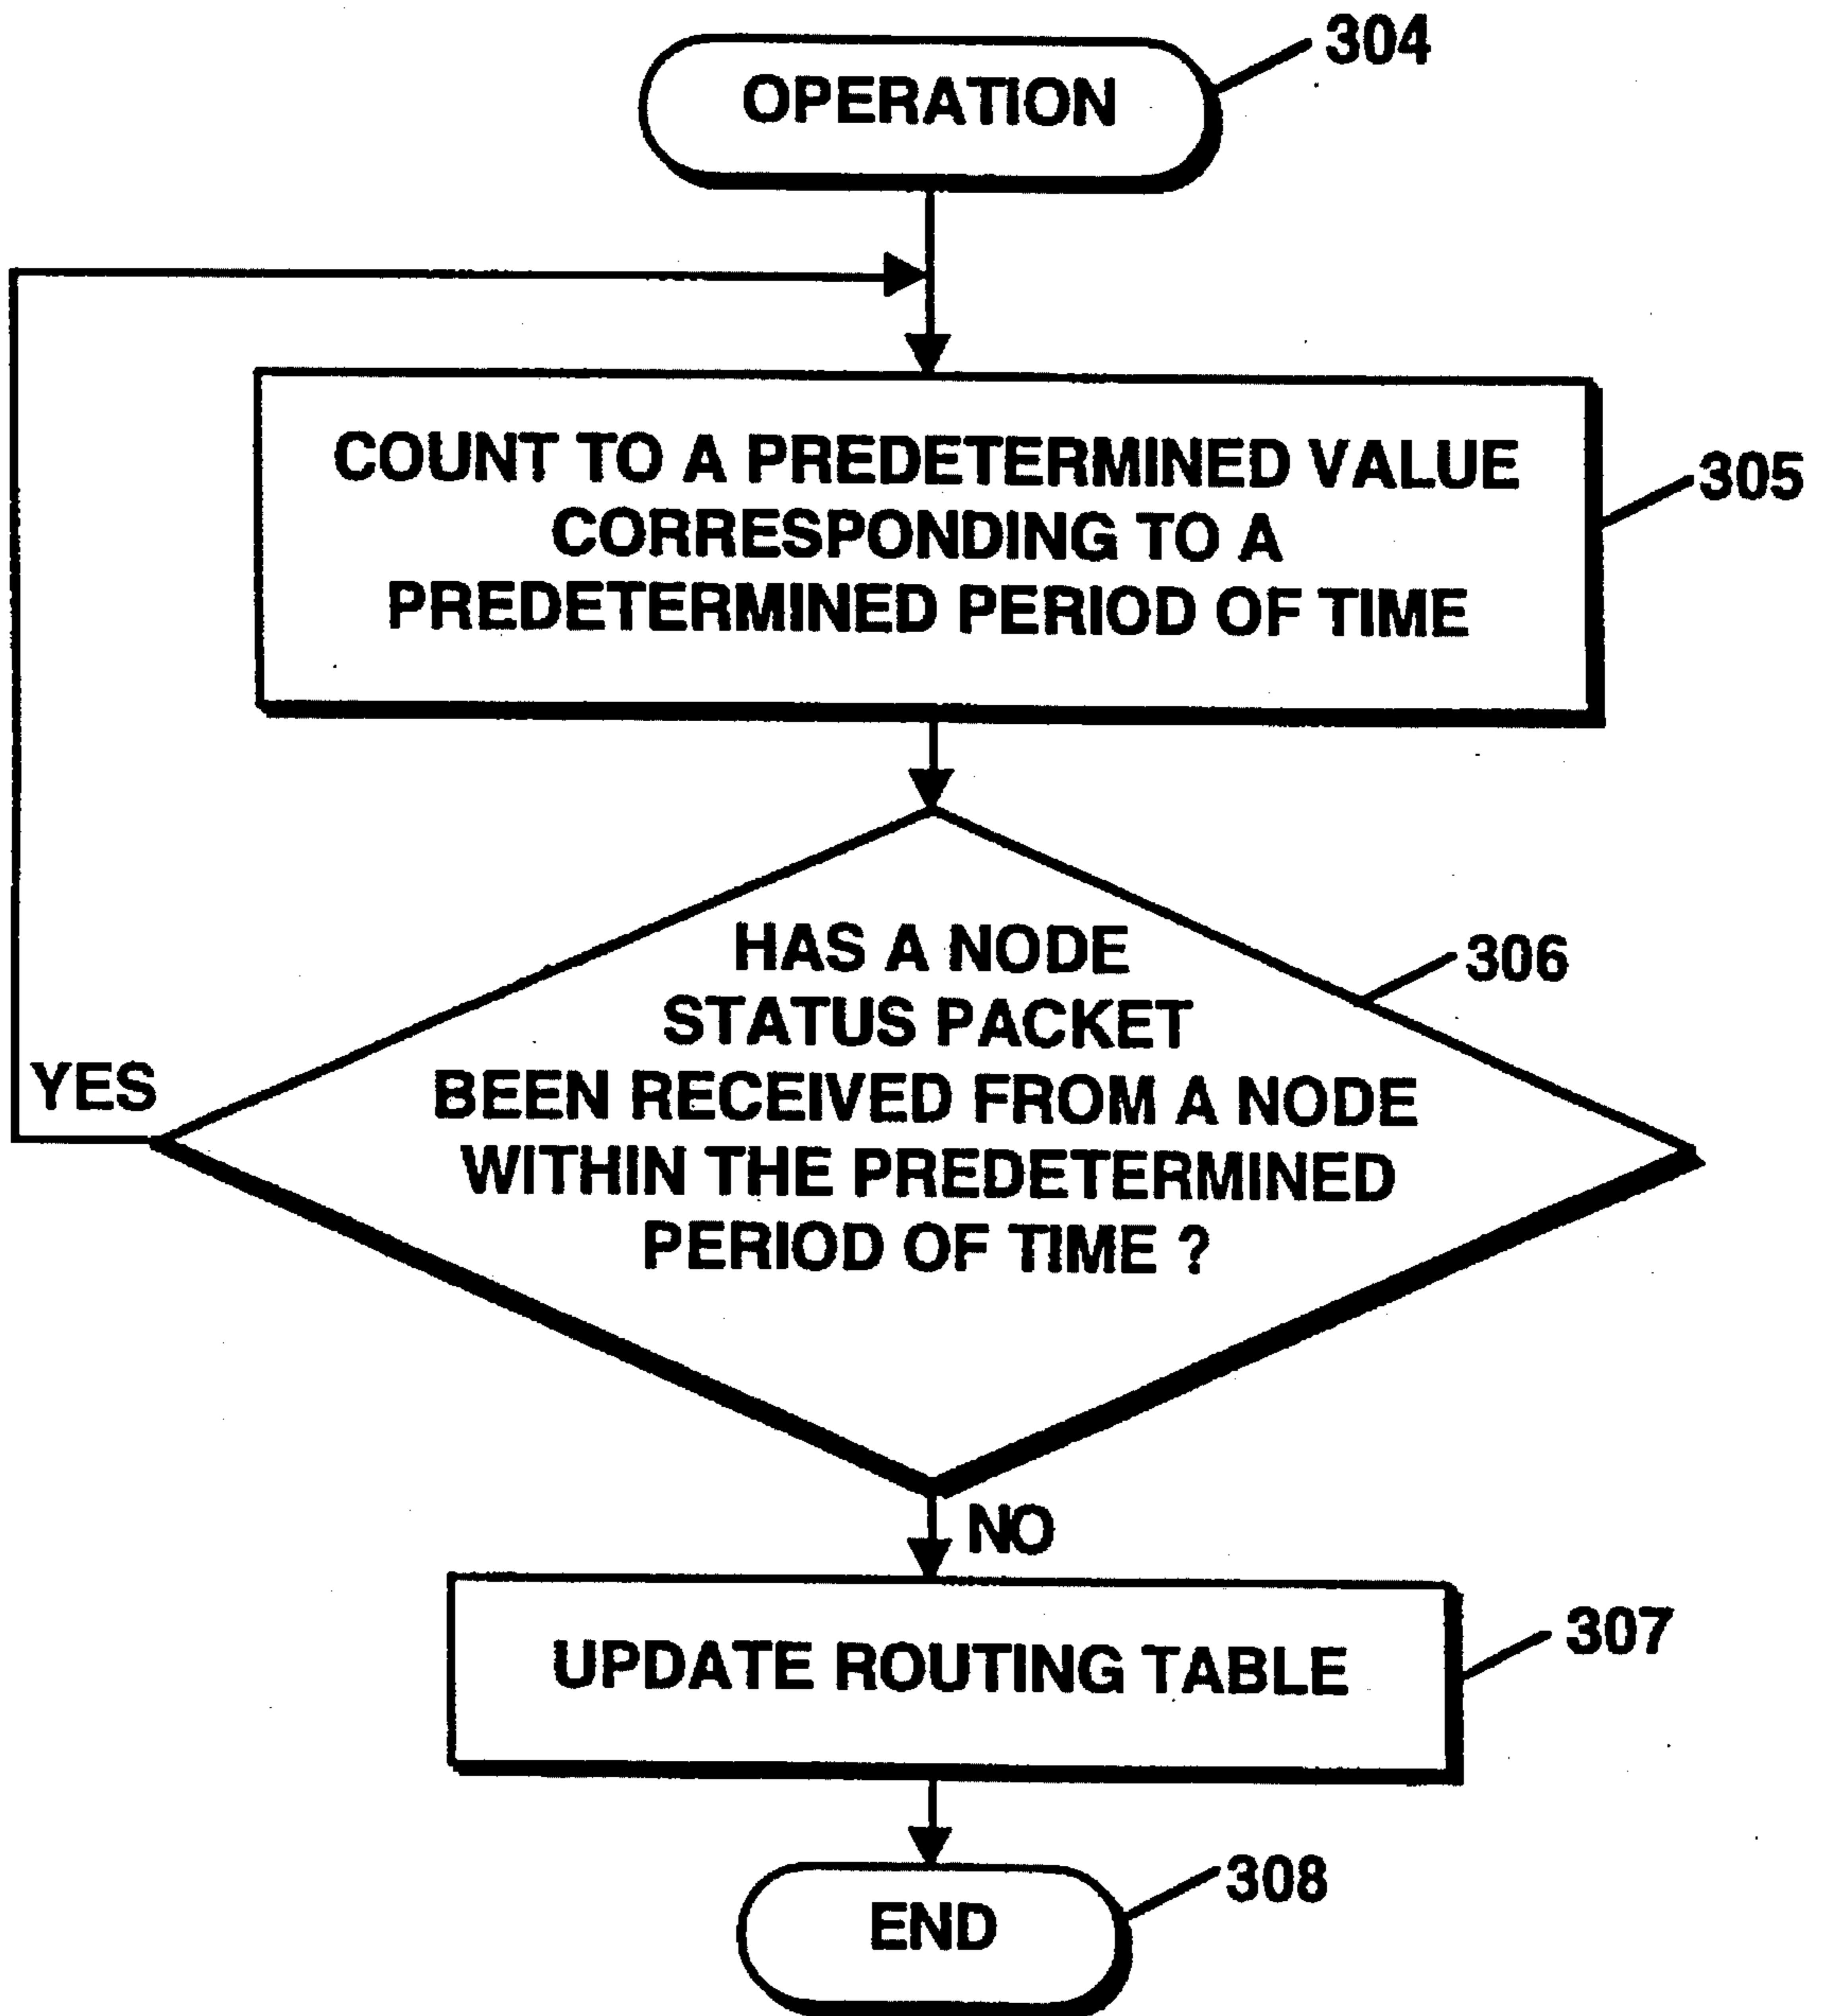 304
OPERATION
COUNT TO A PREDETERMINED VALUE
CORRESPONDING TO A
PREDETERMINED PERIOD OF TIME
305
HAS A NODE
STATUS PACKET
BEEN RECEIVED FROM A NODE
WITHIN THE PREDETERMINED
PERIOD OF TIME ?
306
YES
NO
UPDATE ROUTING TABLE
307
END
308